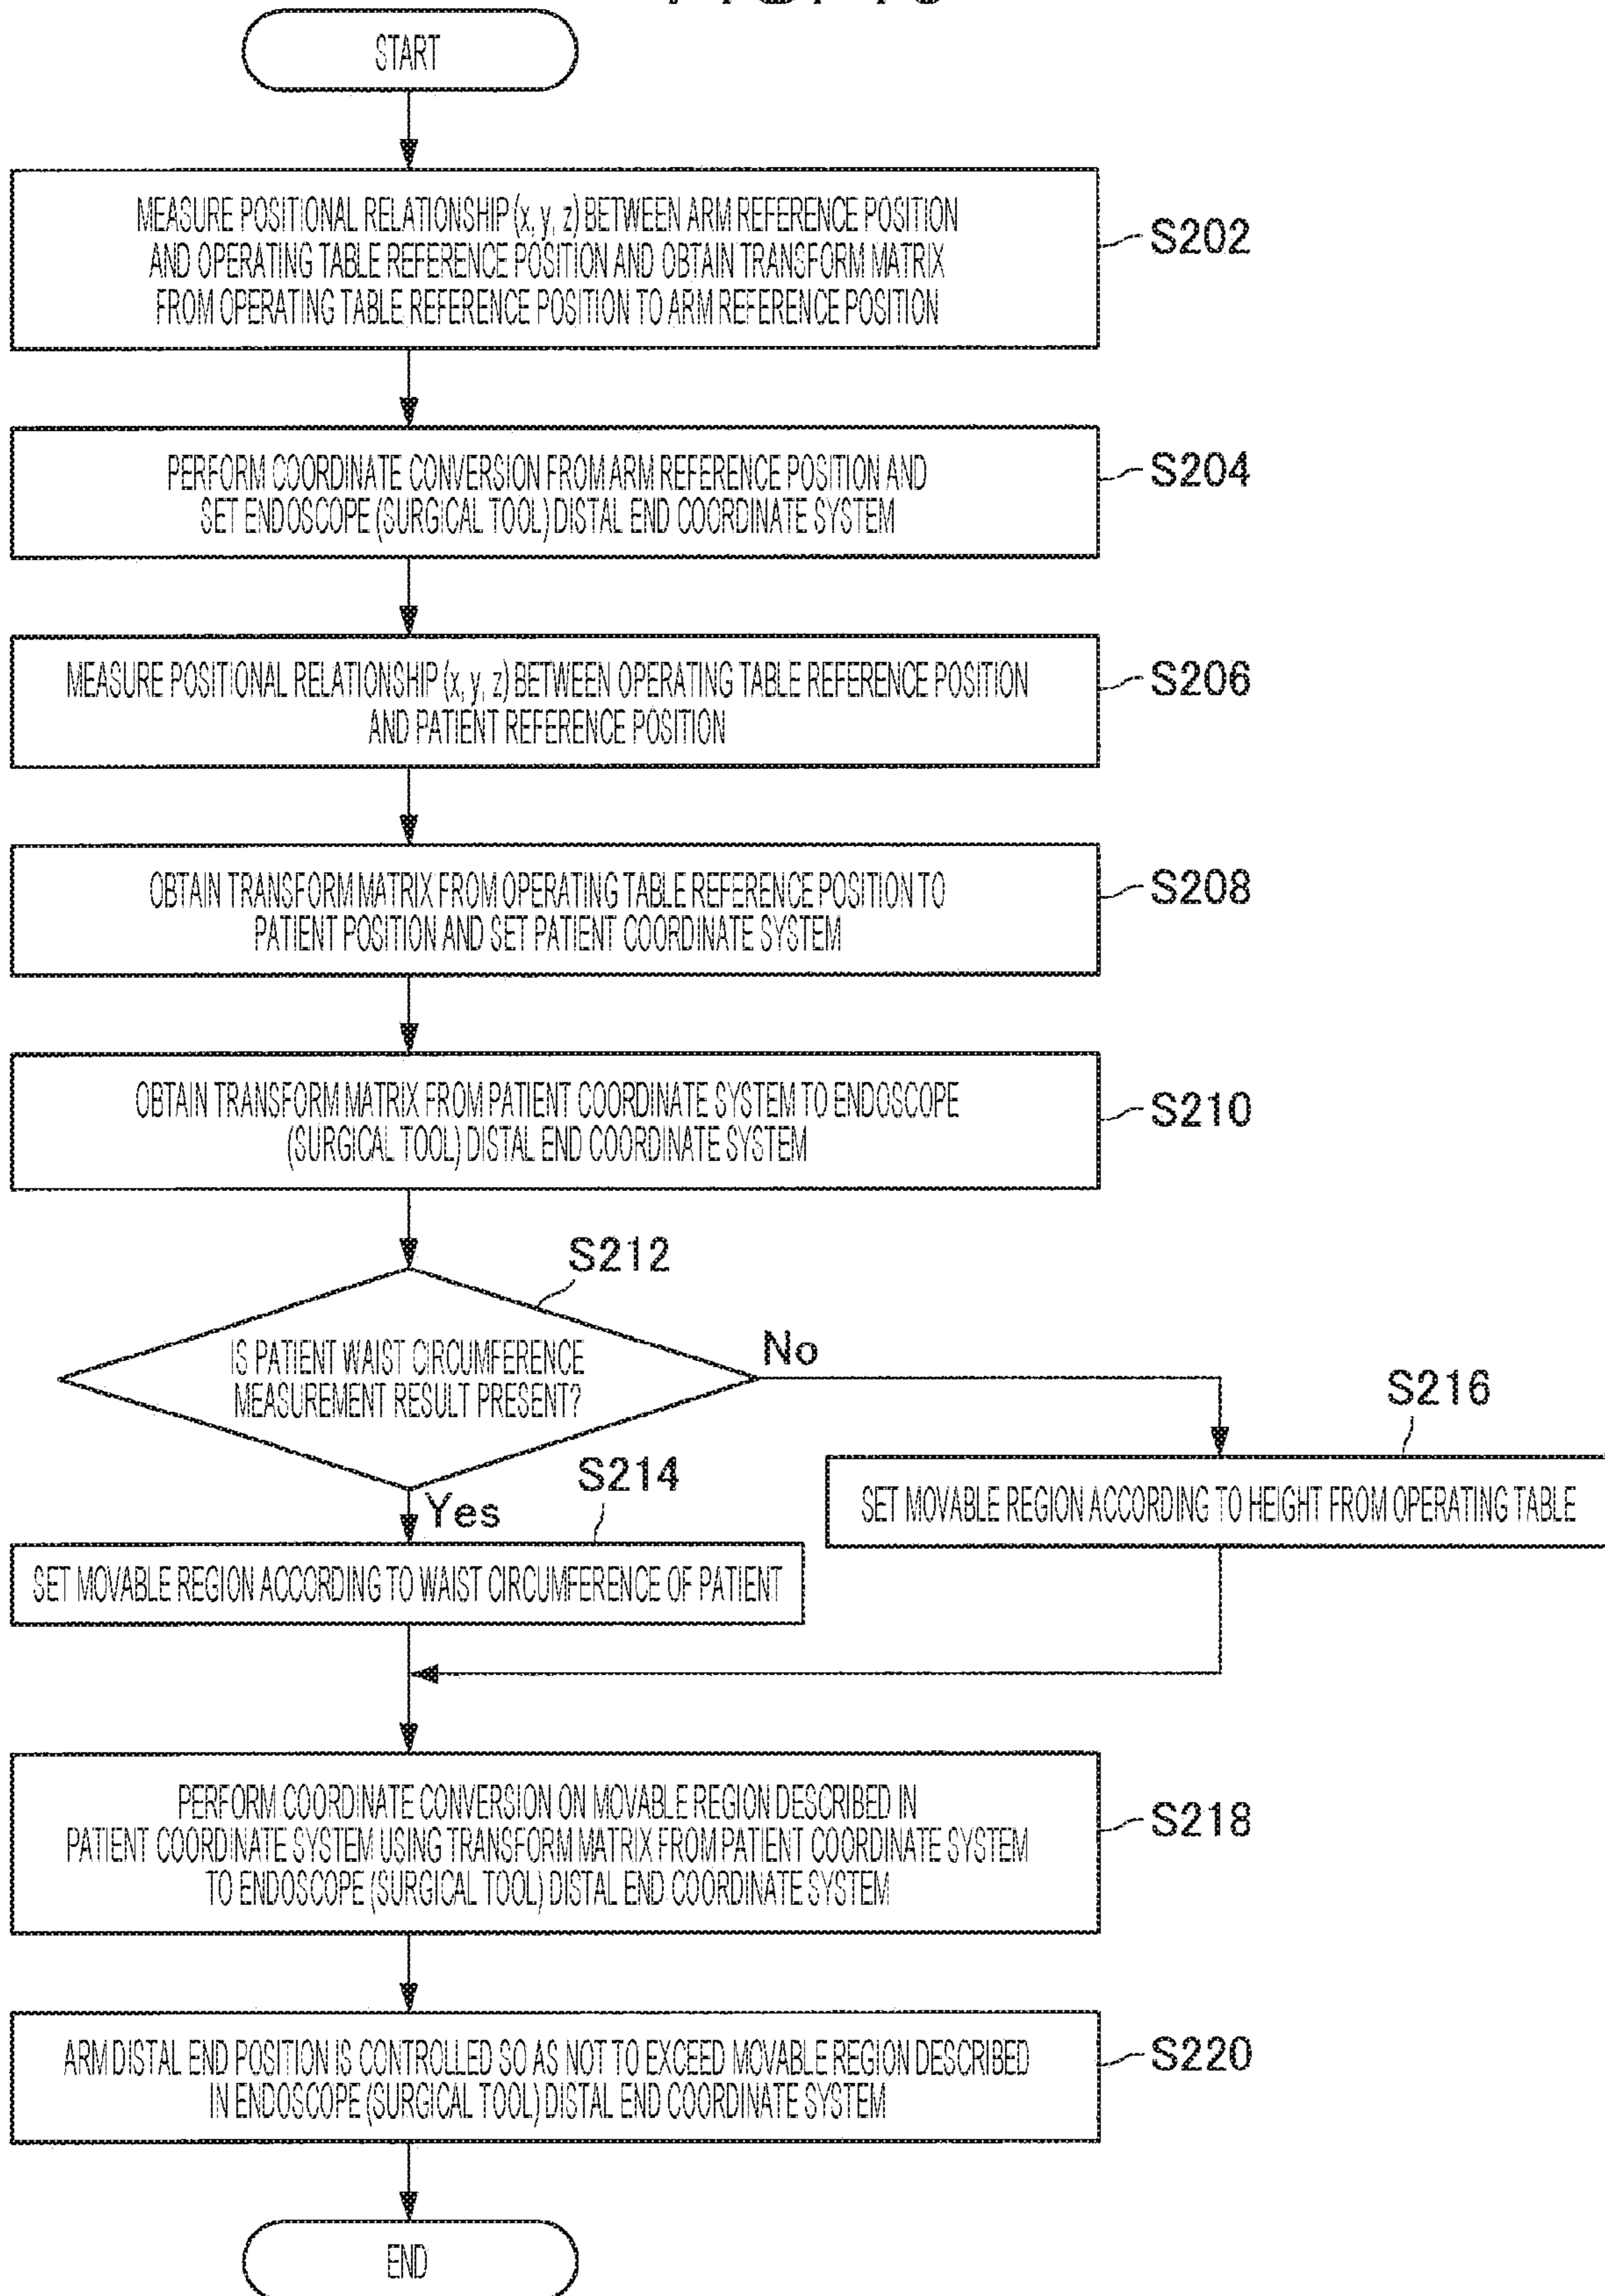 START
MEASURE POSITIONAL RELATIONSHIP (x, y, z) BETWEEN ARM REFERENCE POSITION
AND OPERATING TABLE REFERENCE POSITION AND OBTAIN TRANSFORM MATRIX
FROM OPERATING TABLE REFERENCE POSITION TO ARM REFERENCE POSITION
S202
PERFORM COORDINATE CONVERSION FROM ARM REFERENCE POSITION AND
SET ENDOSCOPE (SURGICAL TOOL) DISTAL END COORDINATE SYSTEM
S204
MEASURE POSITIONAL RELATIONSHIP (x, y, z) BETWEEN OPERATING TABLE REFERENCE POSITION
AND PATIENT REFERENCE POSITION
S206
OBTAIN TRANSFORM MATRIX FROM OPERATING TABLE REFERENCE POSITION TO
PATIENT POSITION AND SET PATIENT COORDINATE SYSTEM
S208
OBTAIN TRANSFORM MATRIX FROM PATIENT COORDINATE SYSTEM TO ENDOSCOPE
(SURGICAL TOOL) DISTAL END COORDINATE SYSTEM
S210
S212
IS PATIENT WAIST CIRCUMFERENCE
MEASUREMENT RESULT PRESENT?
No
S216
SET MOVABLE REGION ACCORDING TO HEIGHT FROM OPERATING TABLE
Yes
S214
SET MOVABLE REGION ACCORDING TO WAIST CIRCUMFERENCE OF PATIENT
PERFORM COORDINATE CONVERSION ON MOVABLE REGION DESCRIBED IN
PATIENT COORDINATE SYSTEM USING TRANSFORM MATRIX FROM PATIENT COORDINATE SYSTEM
TO ENDOSCOPE (SURGICAL TOOL) DISTAL END COORDINATE SYSTEM
S218
ARM DISTAL END POSITION IS CONTROLLED SO AS NOT TO EXCEED MOVABLE REGION DESCRIBED
IN ENDOSCOPE (SURGICAL TOOL) DISTAL END COORDINATE SYSTEM
S220
END